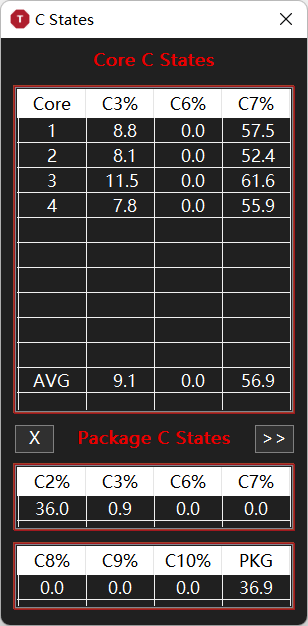 T C States
Core C States
Core C3% C6% C7%
1 8.8 0.0 57.5
2 8.1 0.0 52.4
3 11.5 0.0 61.6
4 7.8 0.0 55.9
AVG 9.1 0.0 56.9
X Package C States >>
C2% C3% C6% C7%
36.0 0.9 0.0 0.0
C8% C9% C10% PKG
0.0 0.0 0.0 36.9